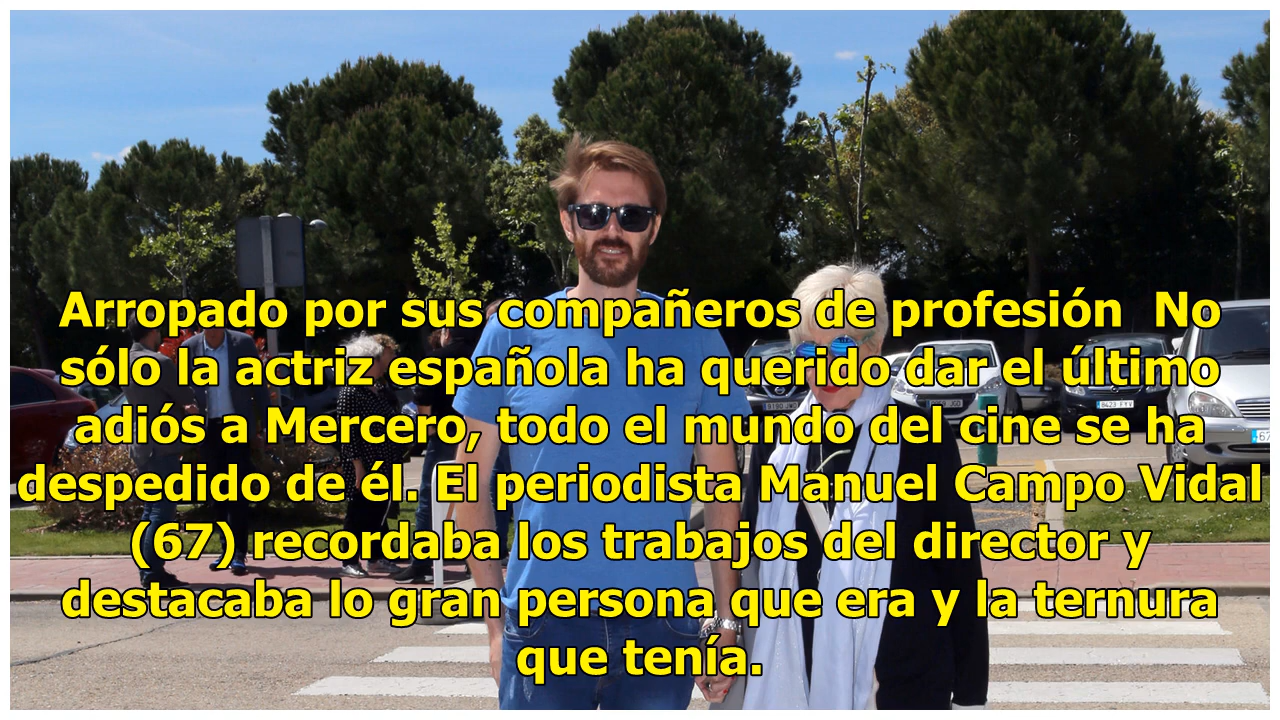 Arropado por sus compañeros de profesión  No
sólo la actriz española ha querido dar el último
adiós a Mercero, todo el mundo del cine se ha
despedido de él. El periodista Manuel Campo Vidal
(67) recordaba los trabajos del director y
destacaba lo gran persona que era y la ternura
que tenía.